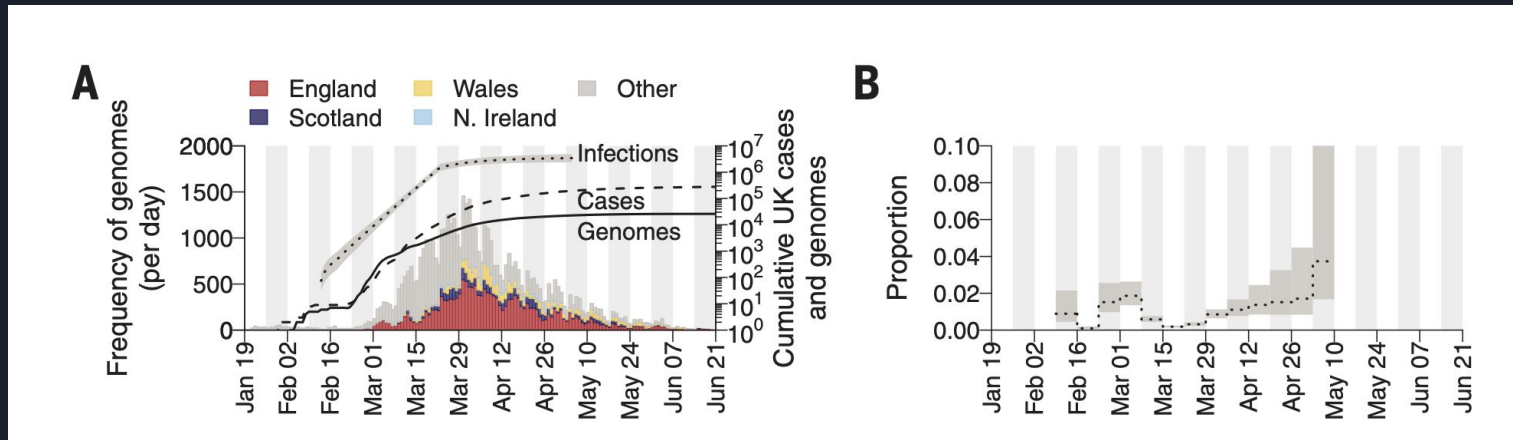 A
England
Wales
Other
Scotland
N. Ireland
Frequency of genomes
(per day)
2000
1500
1000
500
0
Infections
Cases
Genomes
10^7
10^6
10^5
10^4
10^3
10^2
10^1
10^0
Cumulative UK cases
and genomes
Jan 19
Feb 02
Feb 16
Mar 01
Mar 15
Mar 29
Apr 12
Apr 26
May 10
May 24
Jun 07
Jun 21
B
Proportion
0.10
0.08
0.06
0.04
0.02
0.00
Jan 19
Feb 02
Feb 16
Mar 01
Mar 15
Mar 29
Apr 12
Apr 26
May 10
May 24
Jun 07
Jun 21